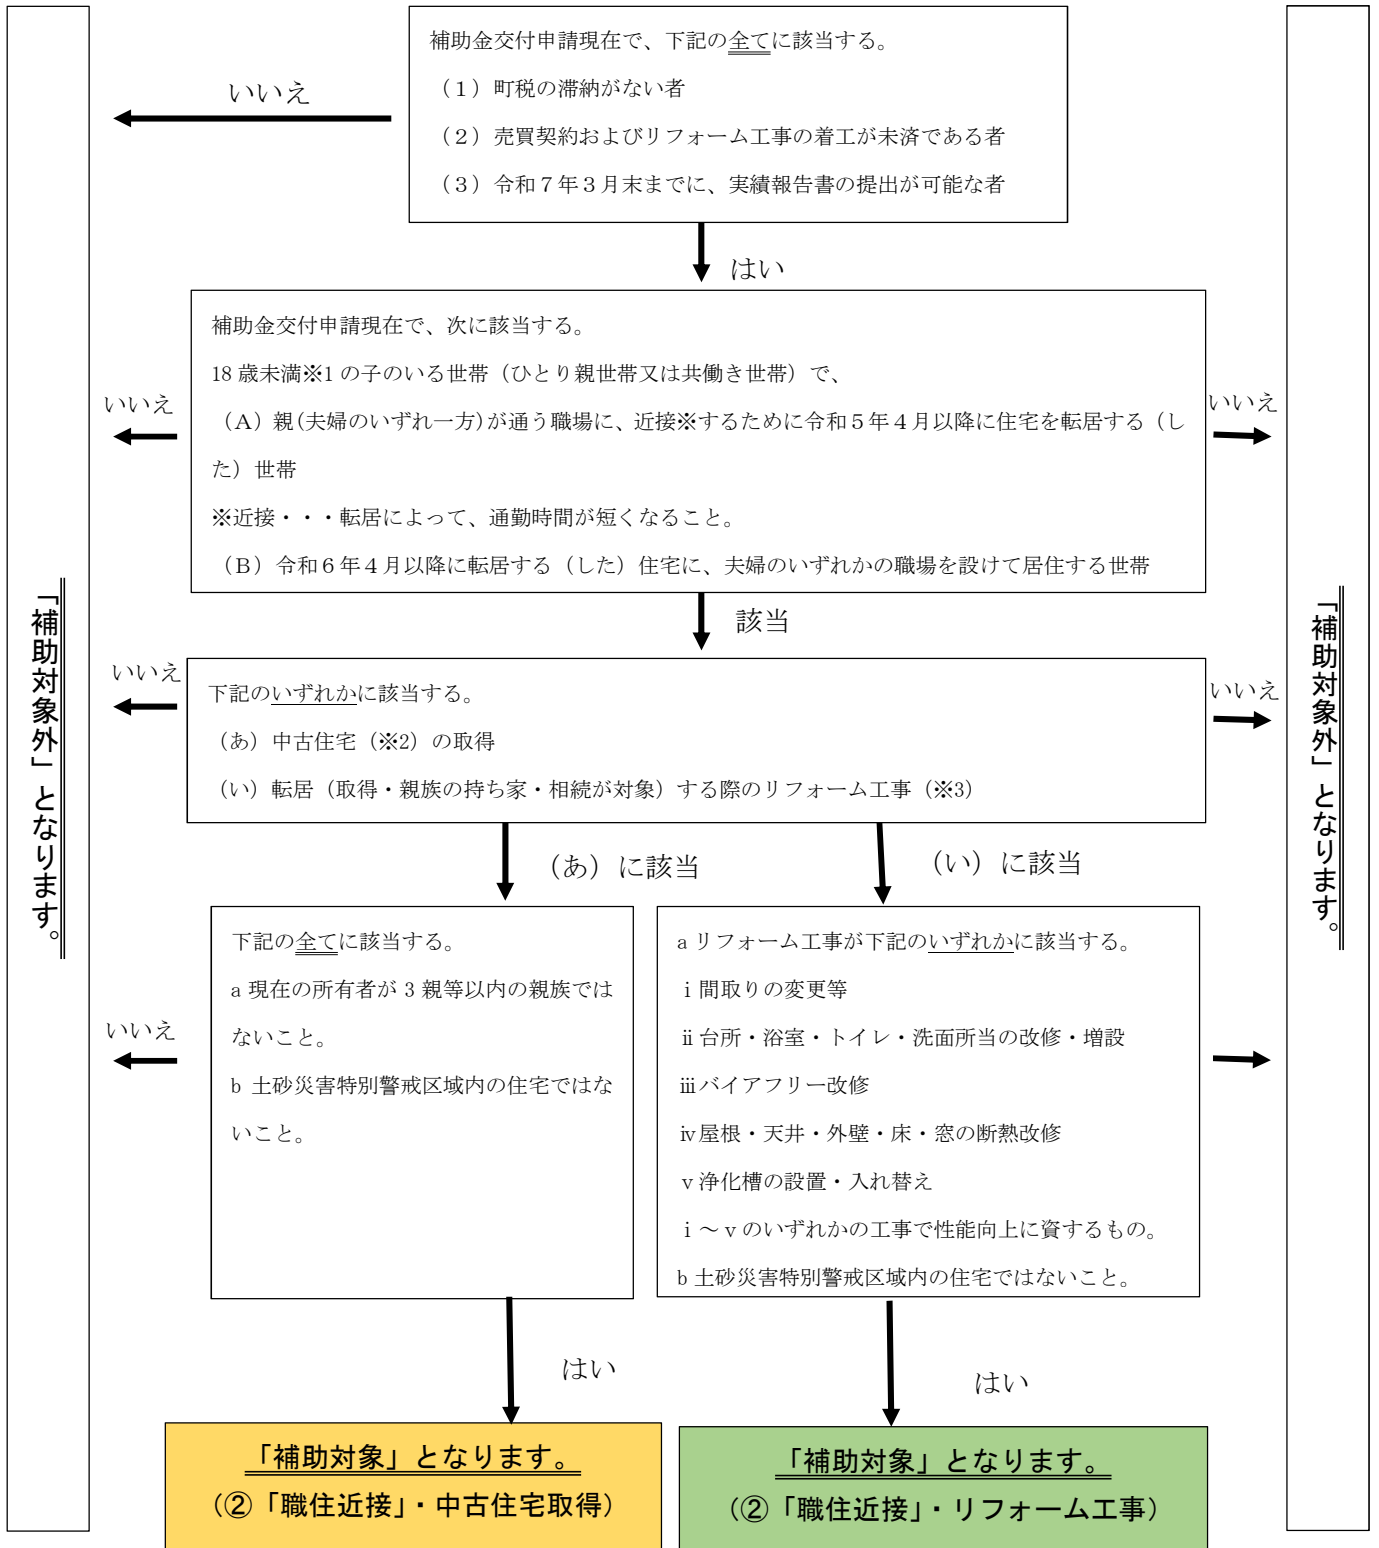 補助金交付申請現在で、下記の全てに該当する。
（１）町税の滞納がない者
（２）売買契約およびリフォーム工事の着工が未済である者
（３）令和７年３月末までに、実績報告書の提出が可能な者
いいえ
はい
補助金交付申請現在で、次に該当する。
18 歳未満※1 の子のいる世帯（ひとり親世帯又は共働き世帯）で、
（A）親(夫婦のいずれ一方)が通う職場に、近接※するために令和５年４月以降に住宅を転居する（し
た）世帯
※近接・・・転居によって、通勤時間が短くなること。
（B）令和６年４月以降に転居する（した）住宅に、夫婦のいずれかの職場を設けて居住する世帯
いいえ
いいえ
該当
下記のいずれかに該当する。
（あ）中古住宅（※2）の取得
（い）転居（取得・親族の持ち家・相続が対象）する際のリフォーム工事（※3）
いいえ
いいえ
（あ）に該当
（い）に該当
下記の全てに該当する。
a 現在の所有者が 3 親等以内の親族では
ないこと。
b 土砂災害特別警戒区域内の住宅ではな
いこと。
いいえ
a リフォーム工事が下記のいずれかに該当する。
ⅰ間取りの変更等
ⅱ台所・浴室・トイレ・洗面所当の改修・増設
ⅲバイアフリー改修
ⅳ屋根・天井・外壁・床・窓の断熱改修
ⅴ浄化槽の設置・入れ替え
ⅰ～ⅴのいずれかの工事で性能向上に資するもの。
b 土砂災害特別警戒区域内の住宅ではないこと。
はい
はい
「補助対象」となります。
（②「職住近接」・中古住宅取得）
「補助対象」となります。
（②「職住近接」・リフォーム工事）
「補助対象外」となります。
「補助対象外」となります。